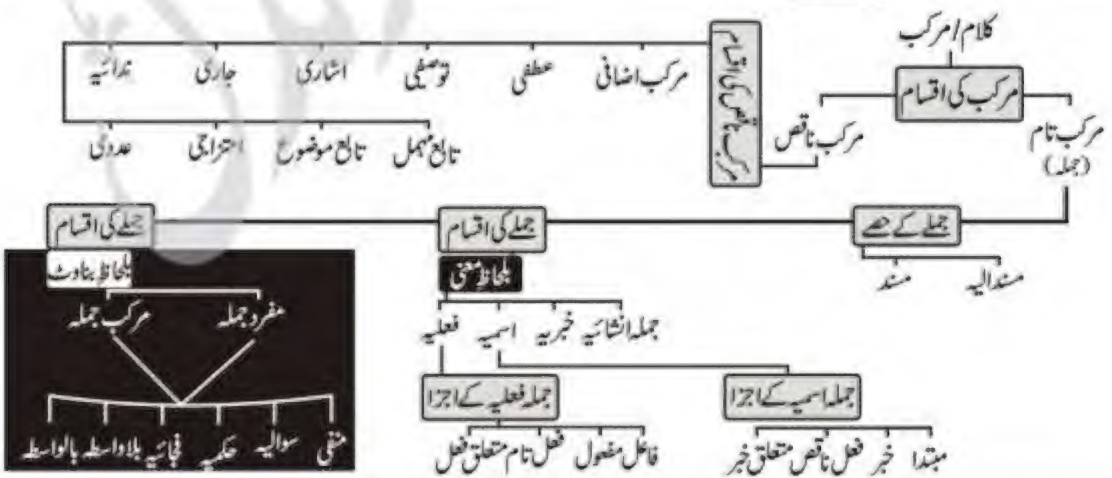 کلام/مرکب
مرکب کی اقسام
مرکب تام
(جملہ)
مرکب ناقص
مرکب ناقص کی اقسام
مرکب اضافی عطفی توصیفی اشاری جاری ندائیہ
تابع مہمل تابع موضوع امتزاجی عددی
جملے کے حصے
مسند الیہ مسند
جملے کی اقسام
بلحاظ معنی
جملہ انشائیہ خبریہ اسمیہ فعلیہ
جملہ اسمیہ کے اجزا
مبتدا خبر فعل ناقص متعلق خبر
جملہ فعلیہ کے اجزا
فاعل مفعول فعل تام متعلق فعل
جملے کی اقسام
بلحاظ بناوٹ
مفرد جملہ مرکب جملہ
منفی سوالیہ حکمیہ فجائیہ بلاواسطہ بالواسطہ